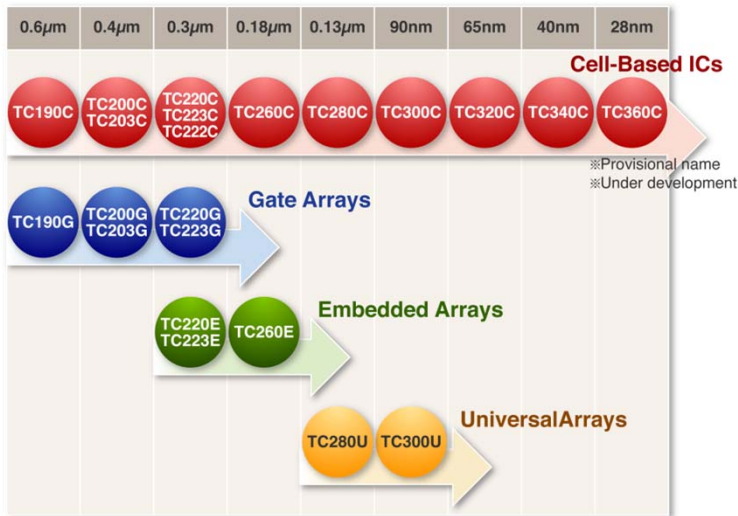 0.6μm 0.4μm 0.3μm 0.18μm 0.13μm 90nm 65nm 40nm 28nm
Cell-Based ICs
TC190C
TC200C
TC203C
TC220C
TC223C
TC222C
TC260C
TC280C
TC300C
TC320C
TC340C
TC360C
※Provisional name
※Under development
Gate Arrays
TC190G
TC200G
TC203G
TC220G
TC223G
Embedded Arrays
TC220E
TC223E
TC260E
UniversalArrays
TC280U
TC300U